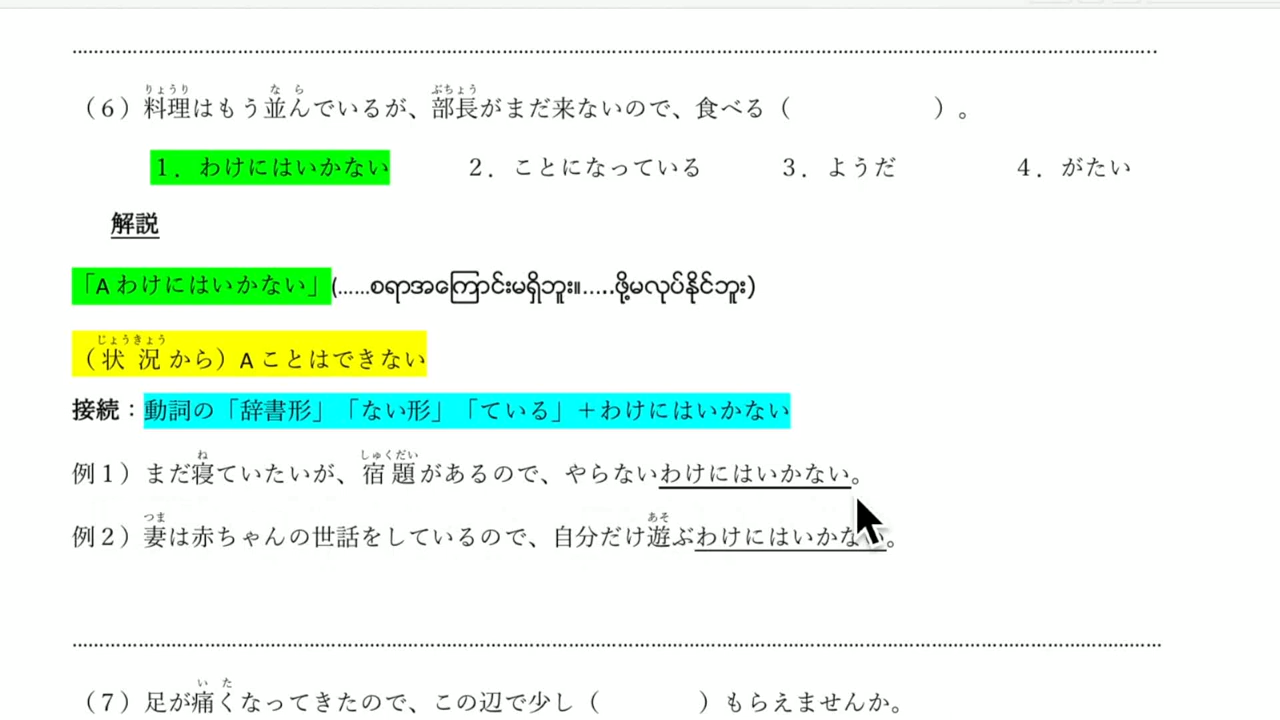 （６）料理はもう並んでいるが、部長がまだ来ないので、食べる（　　　　　）。
１．わけにはいかない　２．ことになっている　３．ようだ　４．がたい
解説
「A わけにはいかない」(……စရာအကြောင်းမရှိဘူး။……ဖို့မလုပ်နိုင်ဘူး)
（状況から）A ことはできない
接続：動詞の「辞書形」「ない形」「ている」＋わけにはいかない
例１）まだ寝ていたいが、宿題があるので、やらないわけにはいかない。
例２）妻は赤ちゃんの世話をしているので、自分だけ遊ぶわけにはいかない。
（７）足が痛くなってきたので、この辺で少し（　　　　）もらえませんか。